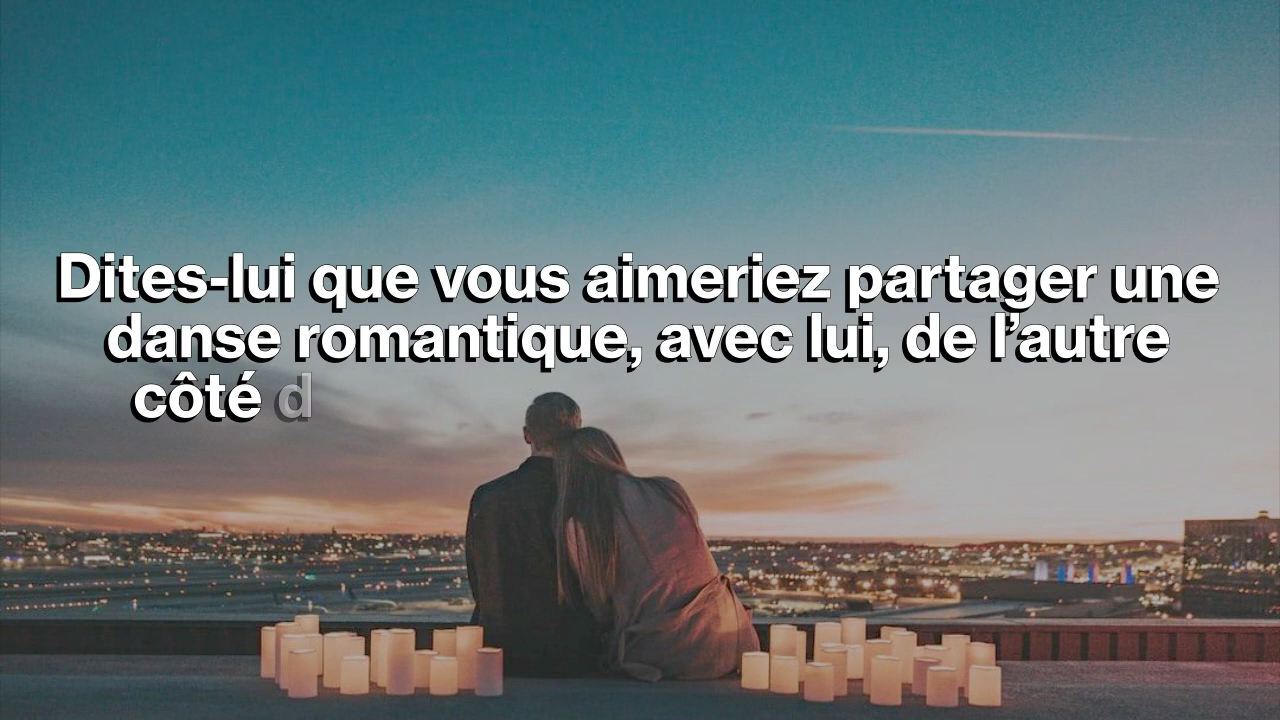 Dites-lui que vous aimeriez partager une
danse romantique, avec lui, de l’autre
côté d